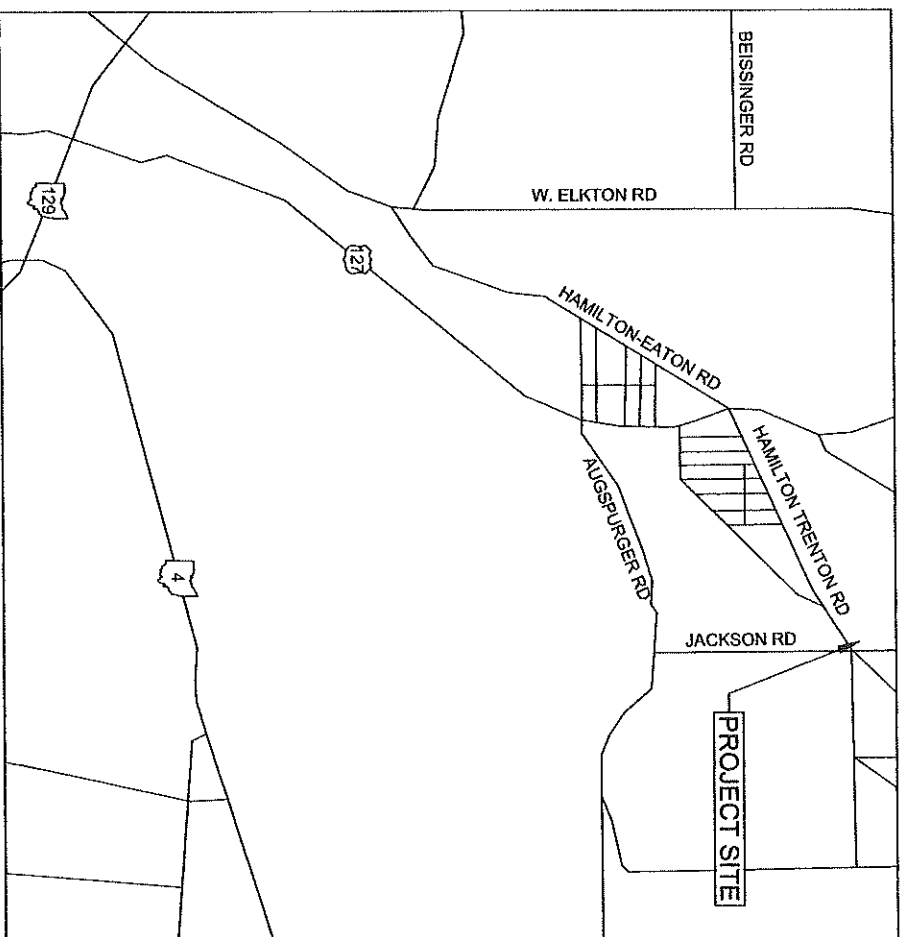 BEISSINGER RD
W. ELKTON RD
129
127
HAMILTON-EATON RD
HAMILTON TRENTON RD
AUGSPURGER RD
4
JACKSON RD
PROJECT SITE